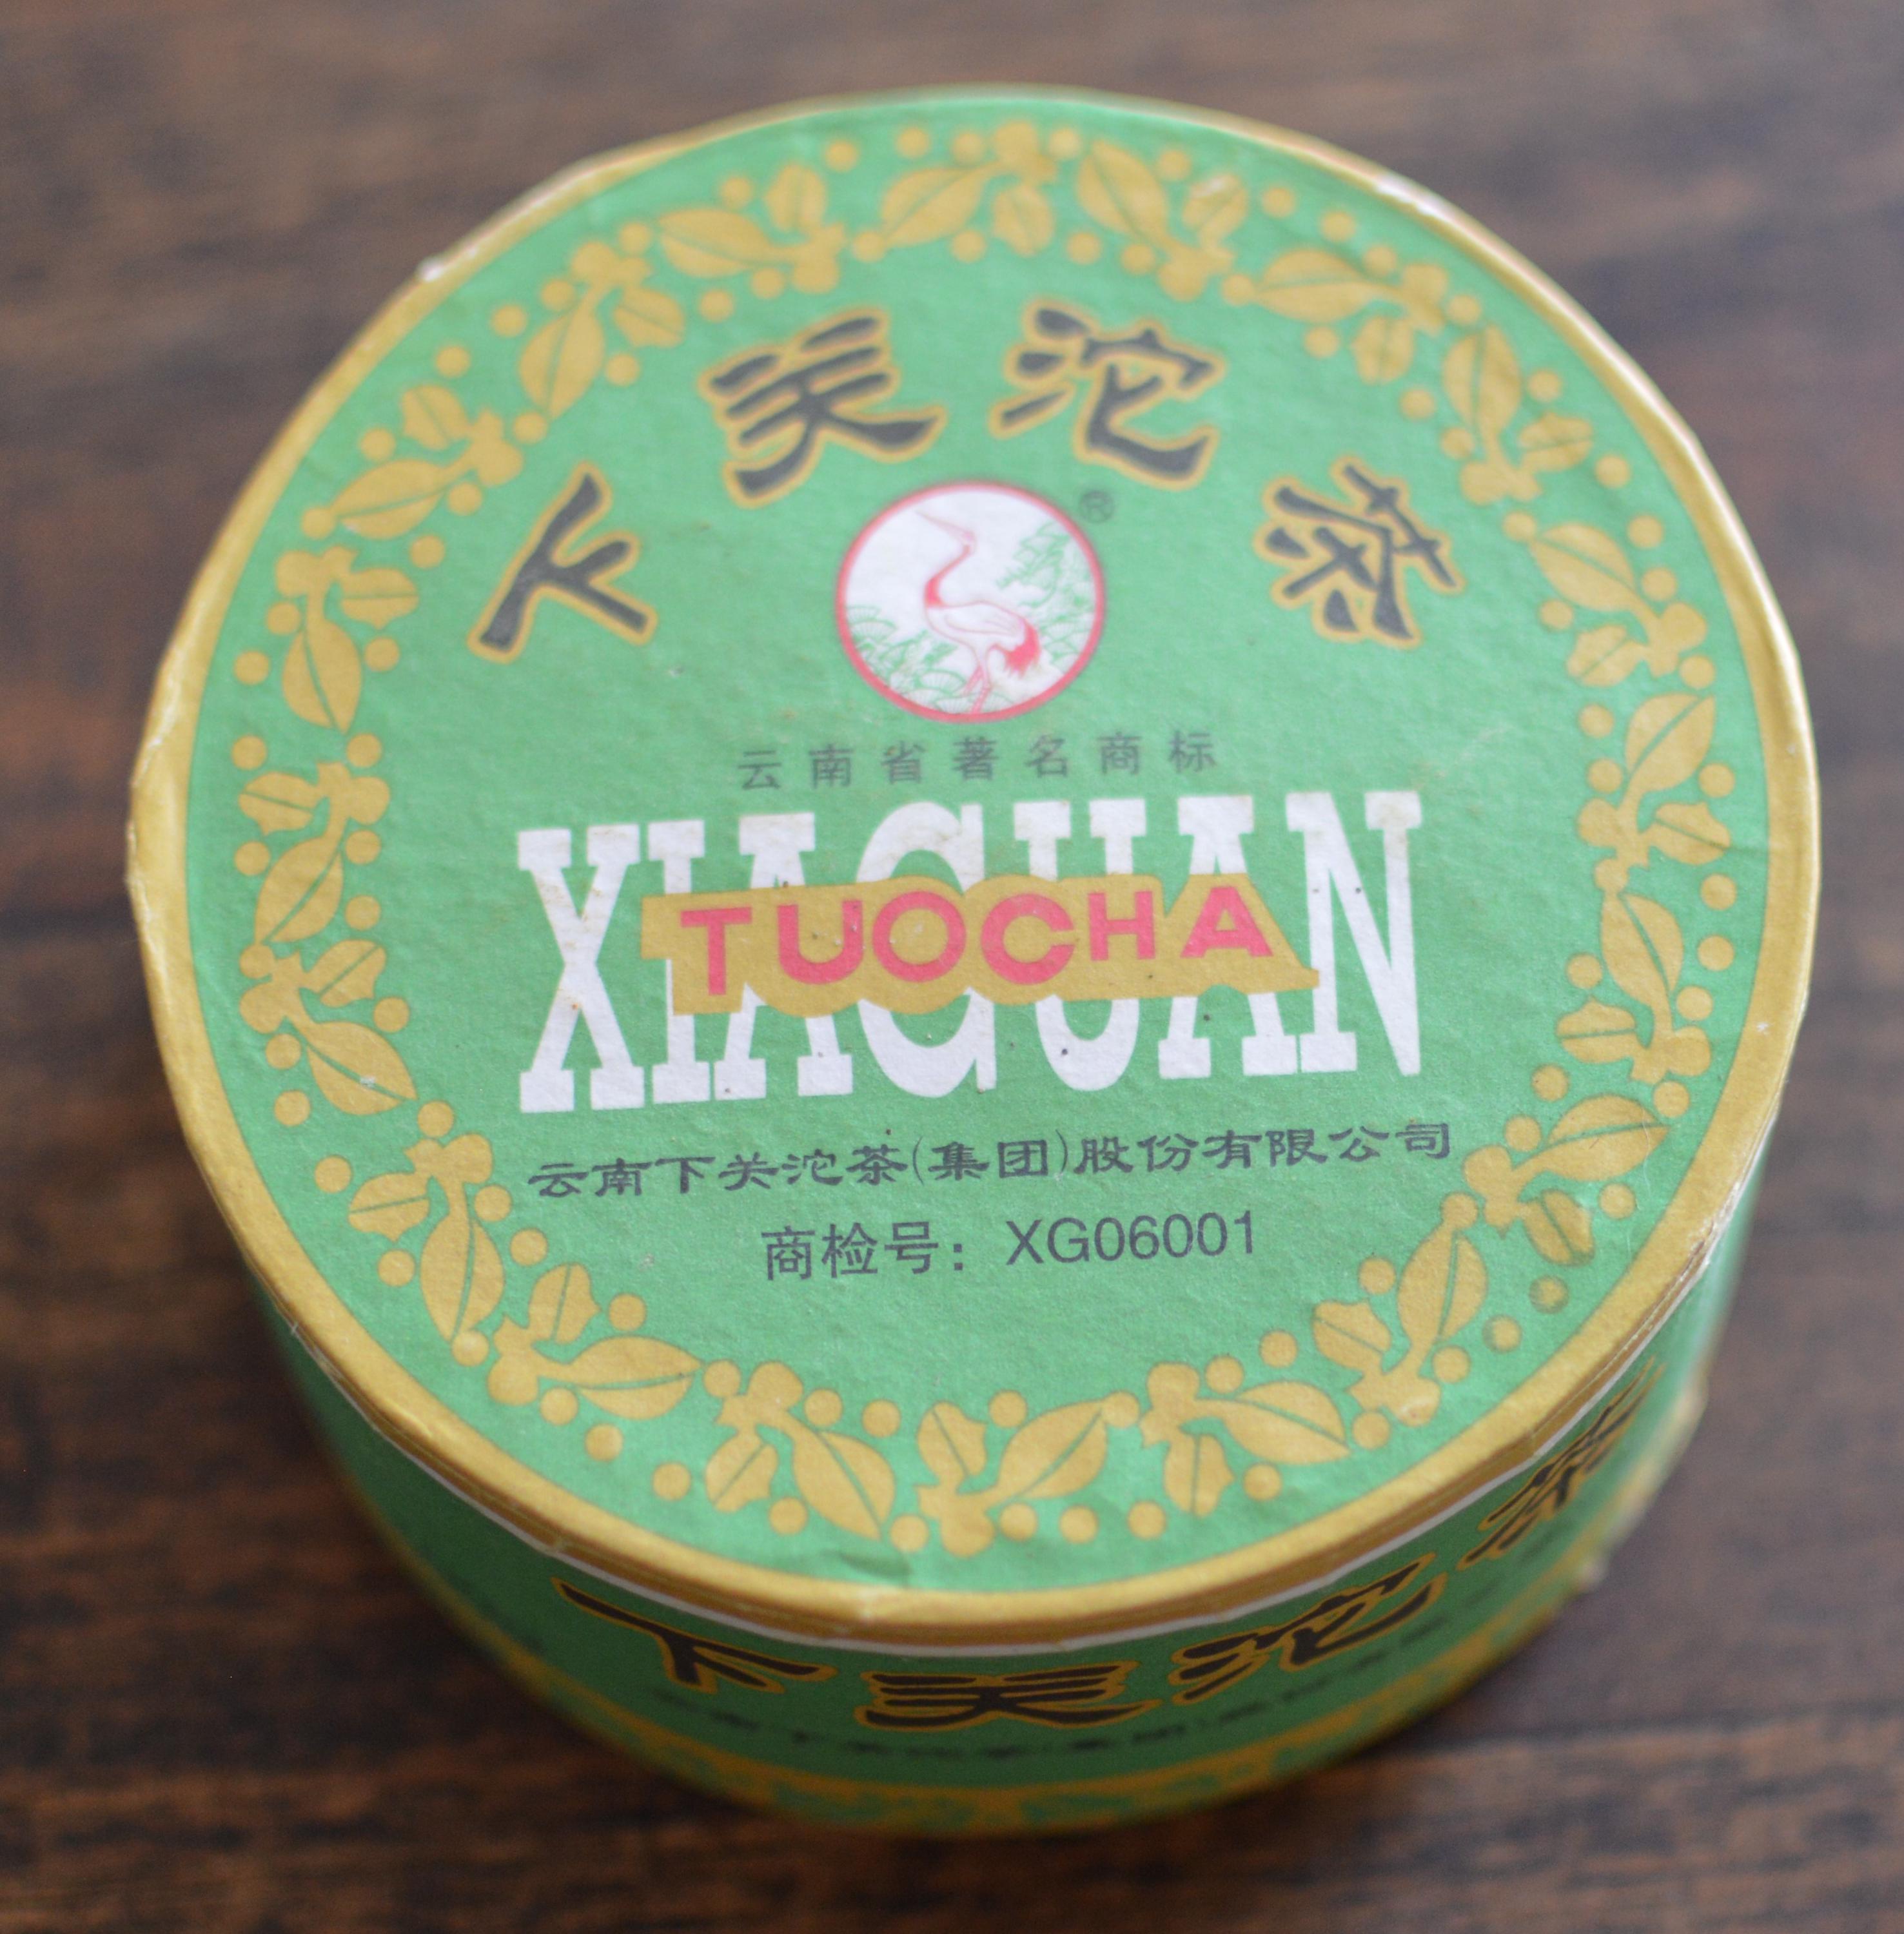 下关沱茶
®
云南省著名商标
XIAGUAN
TUOCHA
云南下关沱茶(集团)股份有限公司
商检号：XG06001
下关沱茶